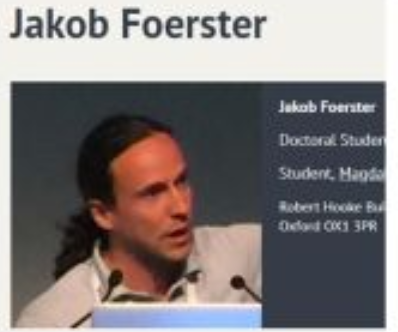 Jakob Foerster
Jakob Foerster
Doctoral Studen
Student, Magda
Robert Hooke Bui
Oxford OX1 3PR